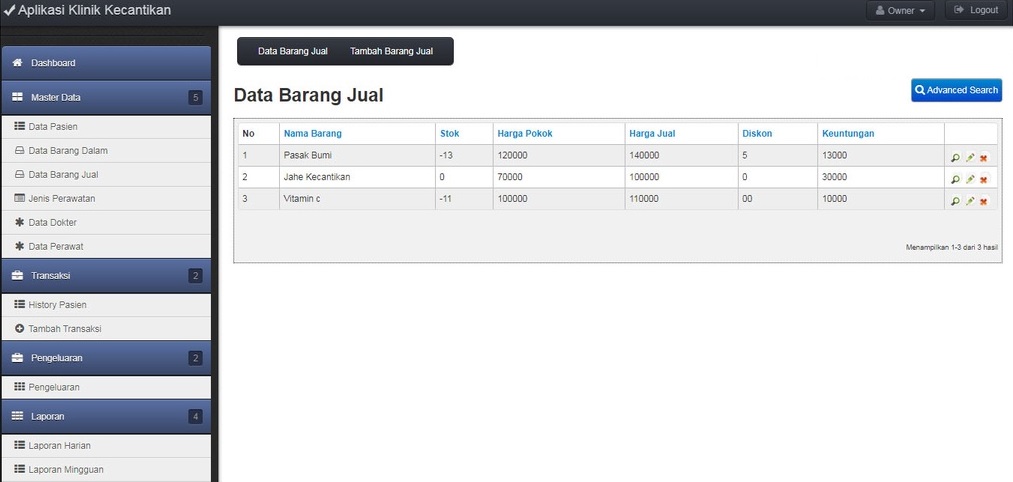 Aplikasi Klinik Kecantikan
Owner
Logout
Dashboard
Master Data 5
Data Pasien
Data Barang Dalam
Data Barang Jual
Jenis Perawatan
Data Dokter
Data Perawat
Transaksi 2
History Pasien
Tambah Transaksi
Pengeluaran 2
Pengeluaran
Laporan 4
Laporan Harian
Laporan Mingguan
Data Barang Jual Tambah Barang Jual
Data Barang Jual
Advanced Search
No Nama Barang Stok Harga Pokok Harga Jual Diskon Keuntungan
1 Pasak Bumi -13 120000 140000 5 13000
2 Jahe Kecantikan 0 70000 100000 0 30000
3 Vitamin c -11 100000 110000 00 10000
Menampilkan 1-3 dari 3 hasil